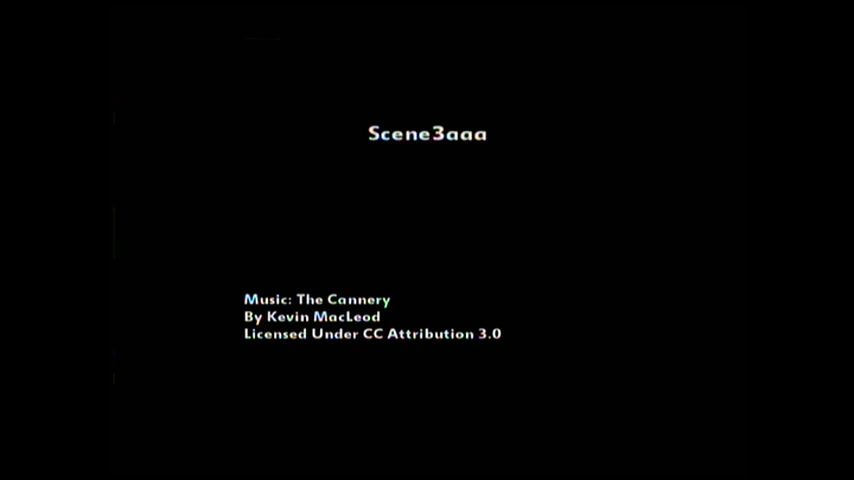 Scene3aaa
Music: The Cannery
By Kevin MacLeod
Licensed Under CC Attribution 3.0